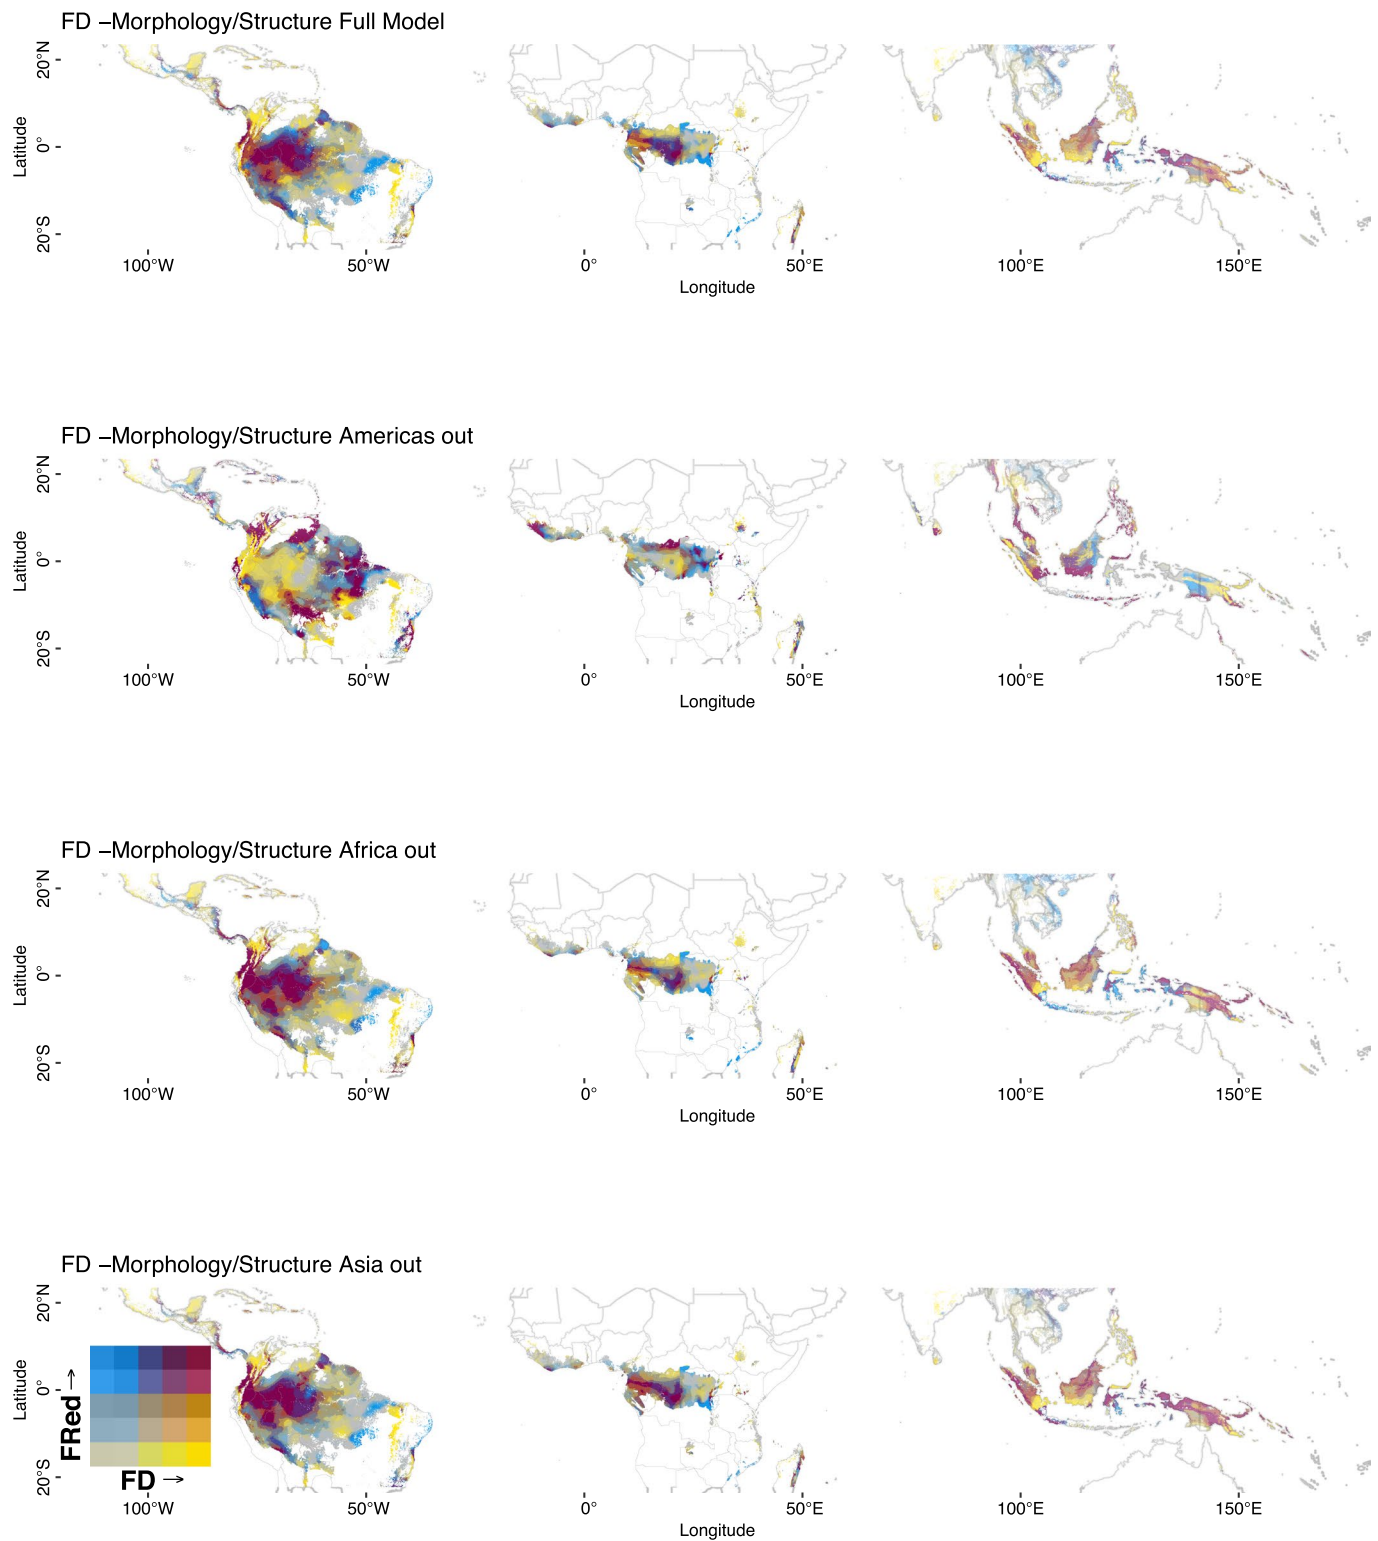 FD –Morphology/Structure Full Model
20°N
0°
20°S
Latitude
100°W
50°W
0°
50°E
100°E
150°E
Longitude
FD –Morphology/Structure Americas out
20°N
0°
20°S
Latitude
100°W
50°W
0°
50°E
100°E
150°E
Longitude
FD –Morphology/Structure Africa out
20°N
0°
20°S
Latitude
100°W
50°W
0°
50°E
100°E
150°E
Longitude
FD –Morphology/Structure Asia out
20°N
0°
20°S
Latitude
FRed →
FD →
100°W
50°W
0°
50°E
100°E
150°E
Longitude